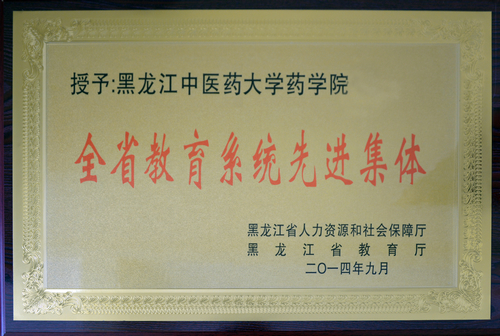 授予:黑龙江中医药大学药学院
全省教育系统先进集体
黑龙江省人力资源和社会保障厅
黑龙江省教育厅
二〇一四年九月